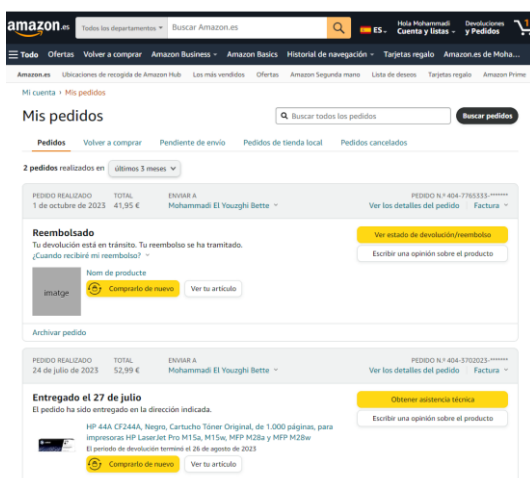 amazon.es
Todos los departamentos
Buscar Amazon.es
ES
Hola Mohammadi
Cuenta y listas
Devoluciones
y Pedidos
1
Todo Ofertas Volver a comprar Amazon Business Amazon Basics Historial de navegación Tarjetas regalo Amazon.es de Moha...
Amazon.es Ubicaciones de recogida de Amazon Hub Los más vendidos Ofertas Amazon Segunda mano Lista de deseos Tarjetas regalo Amazon Prime
Mi cuenta › Mis pedidos
Mis pedidos
Buscar todos los pedidos
Buscar pedidos
Pedidos Volver a comprar Pendiente de envío Pedidos de tienda local Pedidos cancelados
2 pedidos realizados en últimos 3 meses
PEDIDO REALIZADO TOTAL ENVIAR A PEDIDO N.º 404-7765333-*******
1 de octubre de 2023 41,95 € Mohammadi El Youzghi Bette Ver los detalles del pedido Factura
Reembolsado
Tu devolución está en tránsito. Tu reembolso se ha tramitado.
¿Cuando recibiré mi reembolso?
Ver estado de devolución/reembolso
Escribir una opinión sobre el producto
imatge
Nom de producte
Comprarlo de nuevo
Ver tu artículo
Archivar pedido
PEDIDO REALIZADO TOTAL ENVIAR A PEDIDO N.º 404-3702023-*******
24 de julio de 2023 52,99 € Mohammadi El Youzghi Bette Ver los detalles del pedido Factura
Entregado el 27 de julio
El pedido ha sido entregado en la dirección indicada.
Obtener asistencia técnica
Escribir una opinión sobre el producto
HP 44A CF244A, Negro, Cartucho Tóner Original, de 1.000 páginas, para
impresoras HP LaserJet Pro M15a, M15w, MFP M28a y MFP M28w
El periodo de devolución terminó el 26 de agosto de 2023
Comprarlo de nuevo
Ver tu artículo